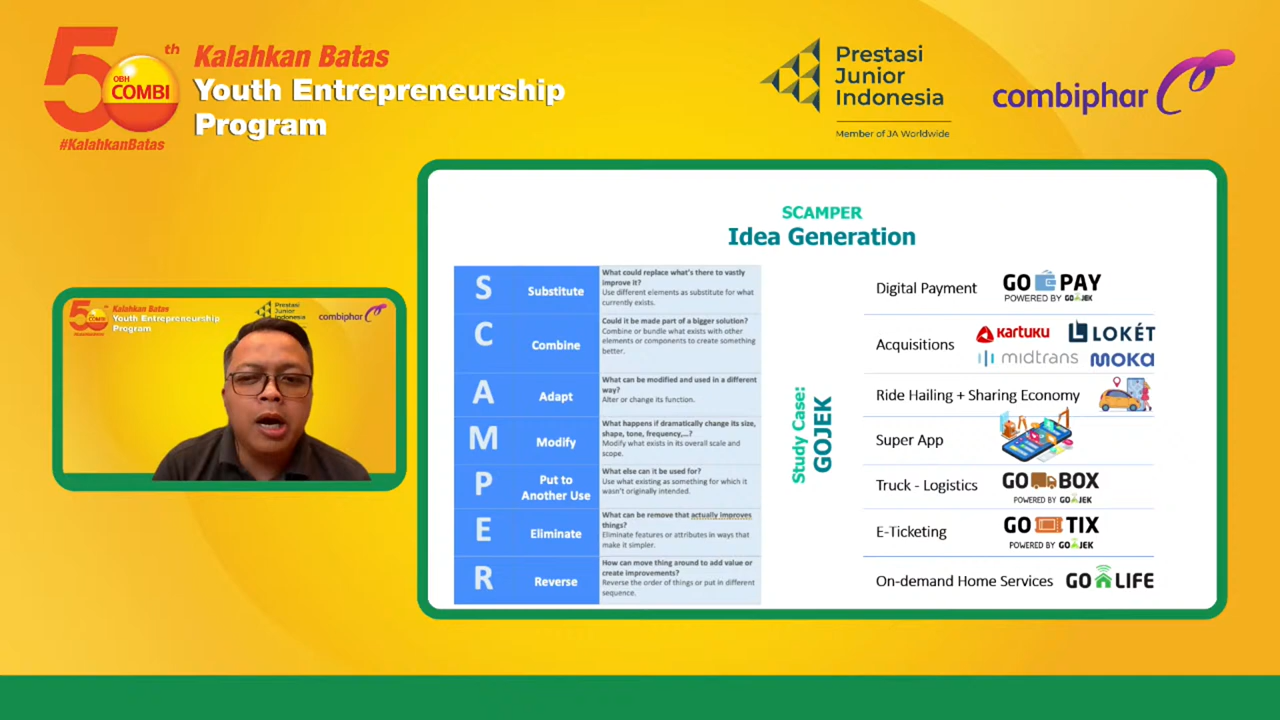 50th
OBH
COMBI
#KalahkanBatas
Kalahkan Batas
Youth Entrepreneurship
Program
Prestasi
Junior
Indonesia
Member of JA Worldwide
combiphar
50
COMBI
Kalahkan Batas
Youth Entrepreneurship
Program
Prestasi
Junior
Indonesia
combiphar
SCAMPER
Idea Generation
S
Substitute
What could replace what's there to vastly
improve it?
Use different elements as substitute for what
currently exists.
C
Combine
Could it be made part of a bigger solution?
Combine or bundle what exists with other
elements or components to create something
better.
A
Adapt
What can be modified and used in a different
way?
Alter or change its function.
M
Modify
What happens if dramatically change its size,
shape, tone, frequency,...?
Modify what exists in its overall scale and
scope.
P
Put to
Another Use
What else can it be used for?
Use what existing as something for which it
wasn't originally intended.
E
Eliminate
What can be remove that actually improves
things?
Eliminate features or attributes in ways that
make it simpler.
R
Reverse
How can move thing around to add value or
create improvements?
Reverse the order of things or put in different
sequence.
Study Case:
GOJEK
Digital Payment
GO PAY
POWERED BY GOJEK
Acquisitions
KARTUKU
LOKÉT
midtrans
MOKA
Ride Hailing + Sharing Economy
Super App
Truck - Logistics
GO BOX
POWERED BY GOJEK
E-Ticketing
GO TIX
POWERED BY GOJEK
On-demand Home Services
GO LIFE